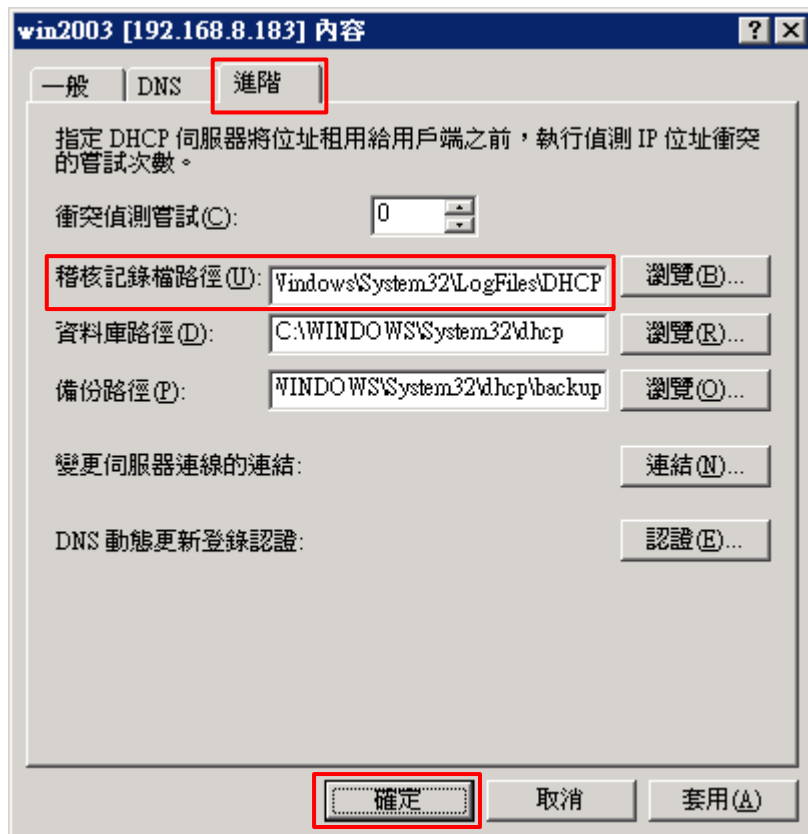 win2003 [192.168.8.183] 內容
一般 DNS 進階
指定 DHCP 伺服器將位址租用給用戶端之前，執行偵測 IP 位址衝突
的嘗試次數。
衝突偵測嘗試(C): 0
稽核記錄檔路徑(U): Windows\System32\LogFiles\DHCP 瀏覽(B)...
資料庫路徑(D): C:\WINDOWS\System32\dhcp 瀏覽(R)...
備份路徑(P): WINDOWS\System32\dhcp\backup 瀏覽(O)...
變更伺服器連線的連結: 連結(N)...
DNS 動態更新登錄認證: 認證(E)...
確定 取消 套用(A)